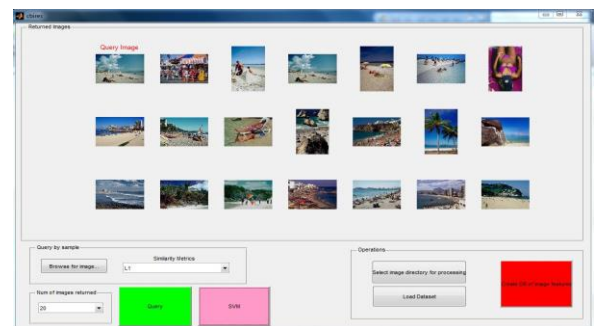 cbires
Returned Images
Query Image
Query by sample
Similarity Metrics
Browse for image...
L1
Num of images returned
20
Query
SVM
Operations
Select image directory for processing
Load Dataset